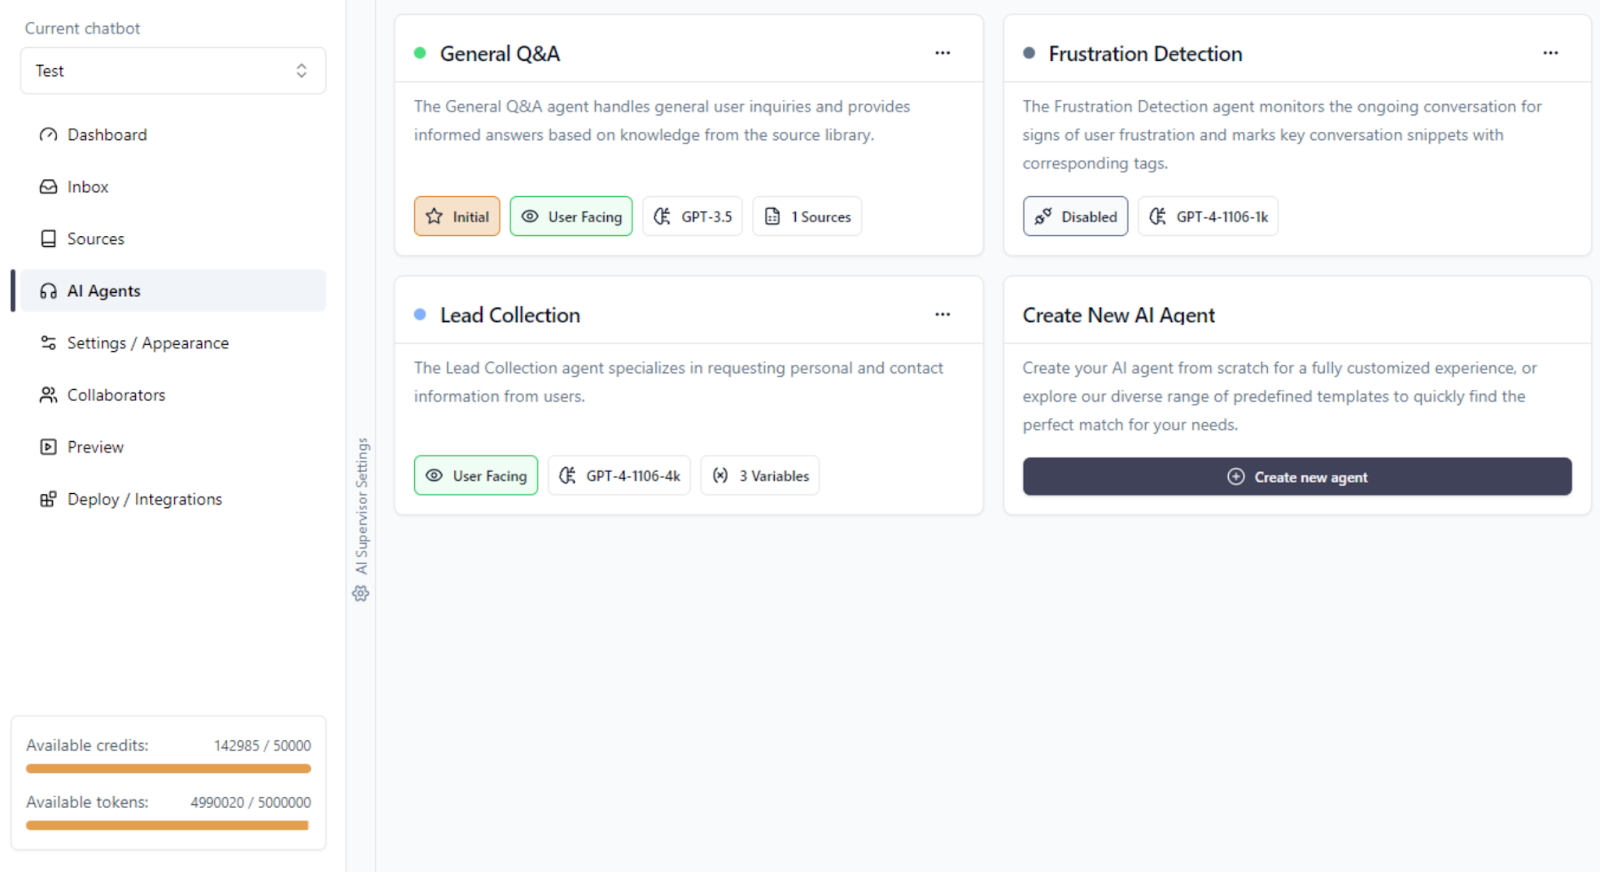 Current chatbot
Test
Dashboard
Inbox
Sources
AI Agents
Settings / Appearance
Collaborators
Preview
Deploy / Integrations
Available credits: 142985 / 50000
Available tokens: 4990020 / 5000000
AI Supervisor Settings
General Q&A
The General Q&A agent handles general user inquiries and provides
informed answers based on knowledge from the source library.
Initial User Facing GPT-3.5 1 Sources
Frustration Detection
The Frustration Detection agent monitors the ongoing conversation for
signs of user frustration and marks key conversation snippets with
corresponding tags.
Disabled GPT-4-1106-1k
Lead Collection
The Lead Collection agent specializes in requesting personal and contact
information from users.
User Facing GPT-4-1106-4k 3 Variables
Create New AI Agent
Create your AI agent from scratch for a fully customized experience, or
explore our diverse range of predefined templates to quickly find the
perfect match for your needs.
Create new agent